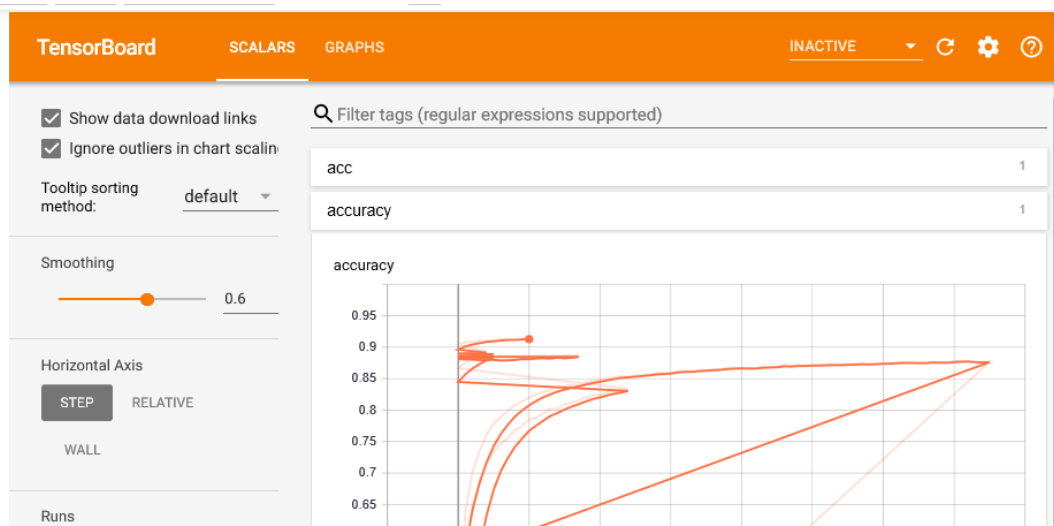 TensorBoard SCALARS GRAPHS INACTIVE
Show data download links
Ignore outliers in chart scalin
Tooltip sorting method: default
Smoothing
0.6
Horizontal Axis
STEP RELATIVE
WALL
Runs
Filter tags (regular expressions supported)
acc 1
accuracy 1
accuracy
0.95
0.9
0.85
0.8
0.75
0.7
0.65